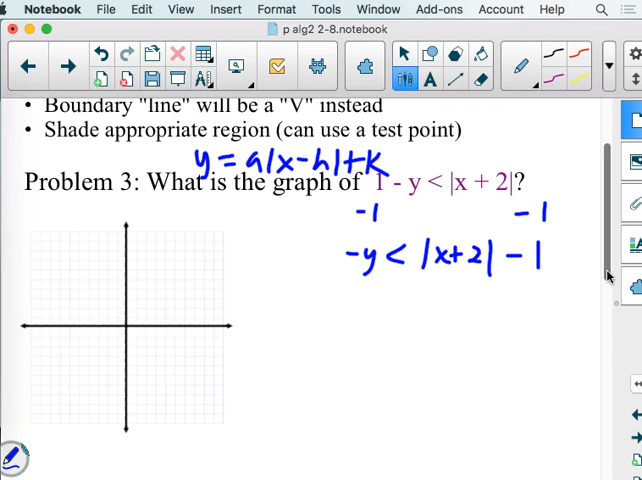 Notebook File Edit View Insert Format Tools Window Add-ons Account Help
p alg2 2-8.notebook
A
• Boundary "line" will be a "V" instead
• Shade appropriate region (can use a test point)
y = a|x-h|+k
Problem 3: What is the graph of 1 - y < |x + 2|?
-1 -1
-y < |x+2| - 1